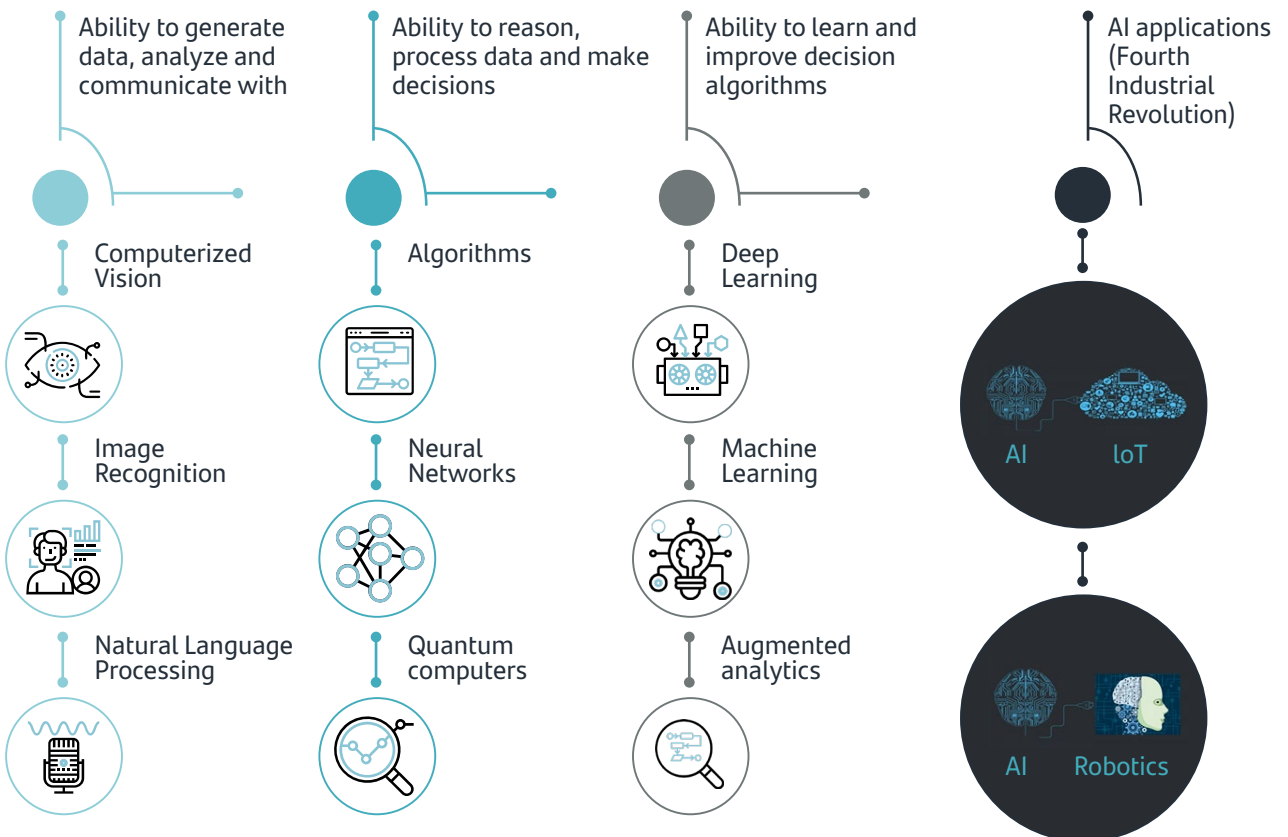 Ability to generate
data, analyze and
communicate with
Computerized
Vision
Image
Recognition
Natural Language
Processing
Ability to reason,
process data and make
decisions
Algorithms
Neural
Networks
Quantum
computers
Ability to learn and
improve decision
algorithms
Deep
Learning
Machine
Learning
Augmented
analytics
AI applications
(Fourth
Industrial
Revolution)
AI
loT
AI
Robotics